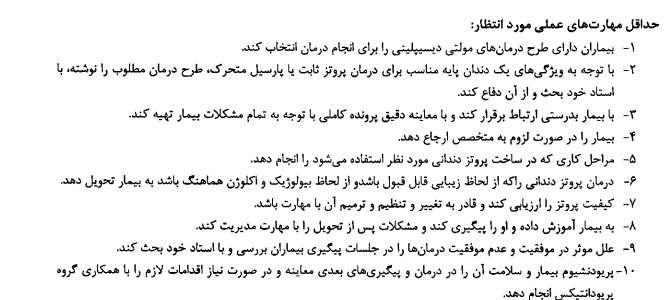 حداقل مهارت‌های عملی مورد انتظار:
۱- بیماران دارای طرح درمان‌های مولتی دیسیپلینی را برای انجام درمان انتخاب کند.
۲- با توجه به ویژگی‌های یک دندان پایه مناسب برای درمان پروتز ثابت یا پارسیل متحرک، طرح درمان مطلوب را نوشته، با
استاد خود بحث و از آن دفاع کند.
۳- با بیمار بدرستی ارتباط برقرار کند و با معاینه دقیق پرونده کاملی با توجه به تمام مشکلات بیمار تهیه کند.
۴- بیمار را در صورت لزوم به متخصص ارجاع دهد.
۵- مراحل کاری که در ساخت پروتز دندانی مورد نظر استفاده می‌شود را انجام دهد.
۶- درمان پروتز دندانی راکه از لحاظ زیبایی قابل قبول باشدو از لحاظ بیولوژیک و اکلوژن هماهنگ باشد به بیمار تحویل دهد.
۷- کیفیت پروتز را ارزیابی کند و قادر به تغییر و تنظیم و ترمیم آن با مهارت باشد.
۸- به بیمار آموزش داده و او را پیگیری کند و مشکلات پس از تحویل را با مهارت مدیریت کند.
۹- علل موثر در موفقیت و عدم موفقیت درمان‌ها را در جلسات پیگیری بیماران بررسی و با استاد خود بحث کند.
۱۰- پریودنشیوم بیمار و سلامت آن را در درمان و پیگیری‌های بعدی معاینه و در صورت نیاز اقدامات لازم را با همکاری گروه
پریودانتیکس انجام دهد.